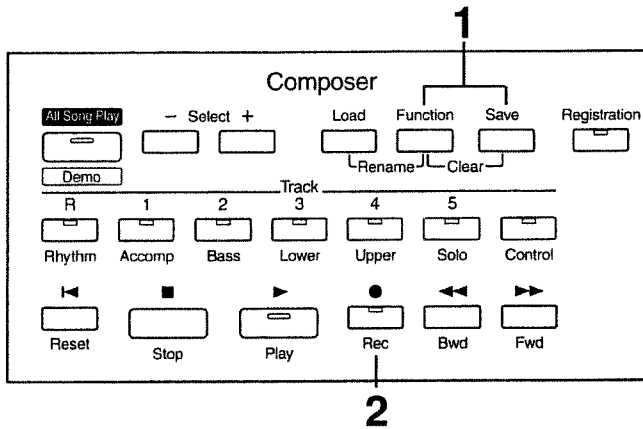 1
Composer
All Song Play − Select + Load Function Save Registration
Rename Clear
Demo
Track
R 1 2 3 4 5
Rhythm Accomp Bass Lower Upper Solo Control
Reset Stop Play Rec Bwd Fwd
2